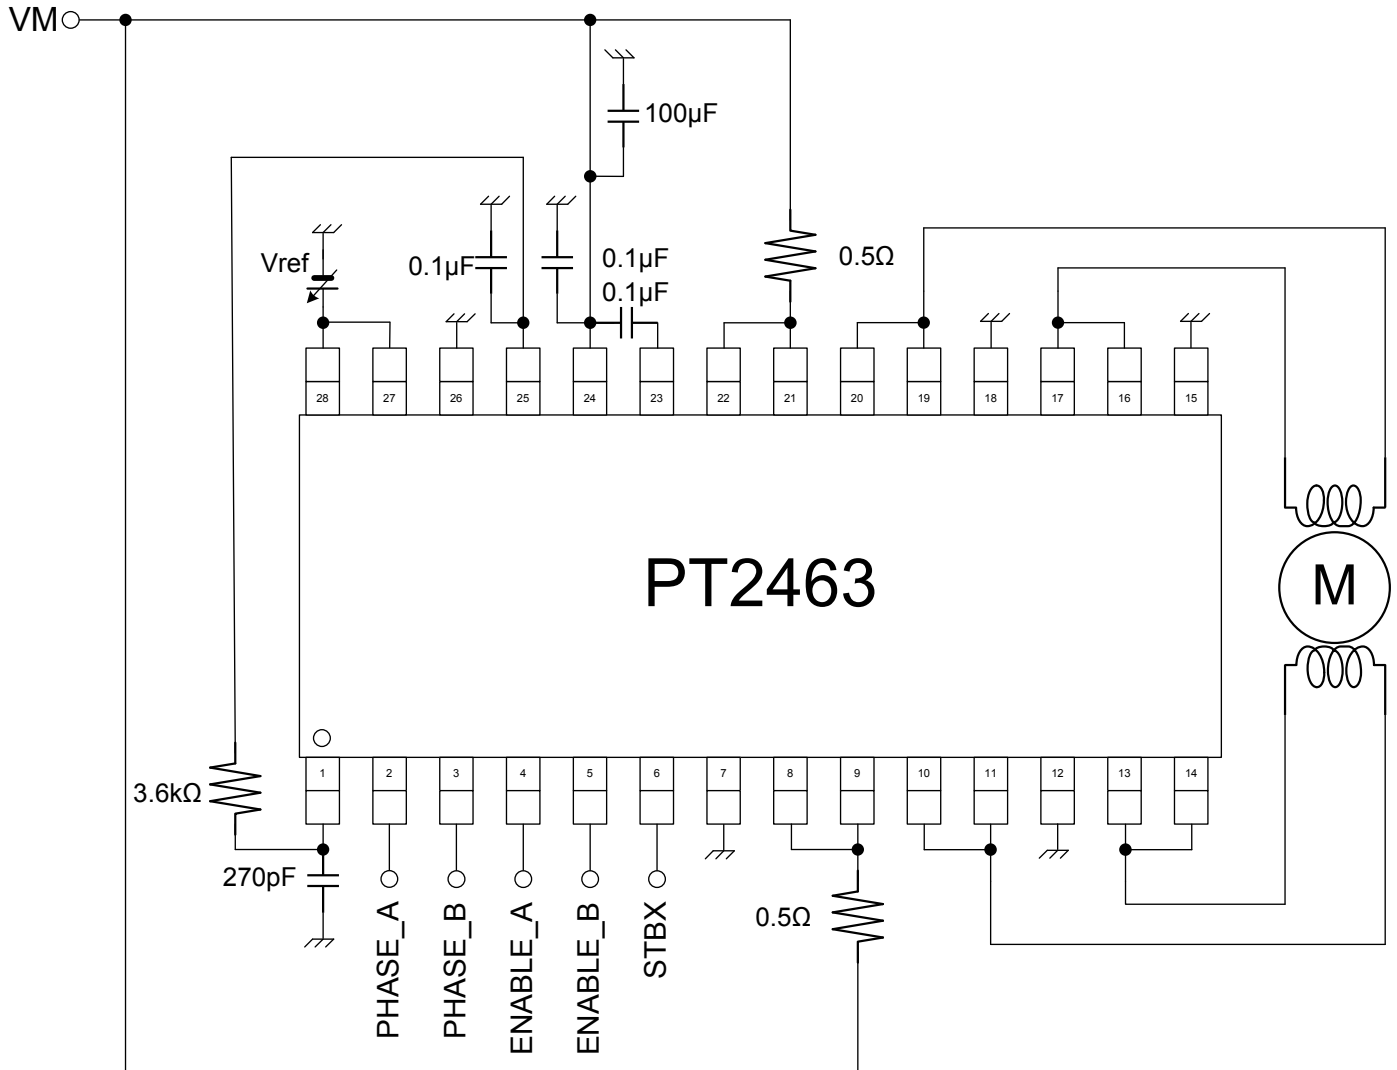 VM
100µF
Vref
0.1µF
0.1µF
0.1µF
0.5Ω
28 27 26 25 24 23 22 21 20 19 18 17 16 15
PT2463
M
1 2 3 4 5 6 7 8 9 10 11 12 13 14
3.6kΩ
270pF
0.5Ω
PHASE_A
PHASE_B
ENABLE_A
ENABLE_B
STBX